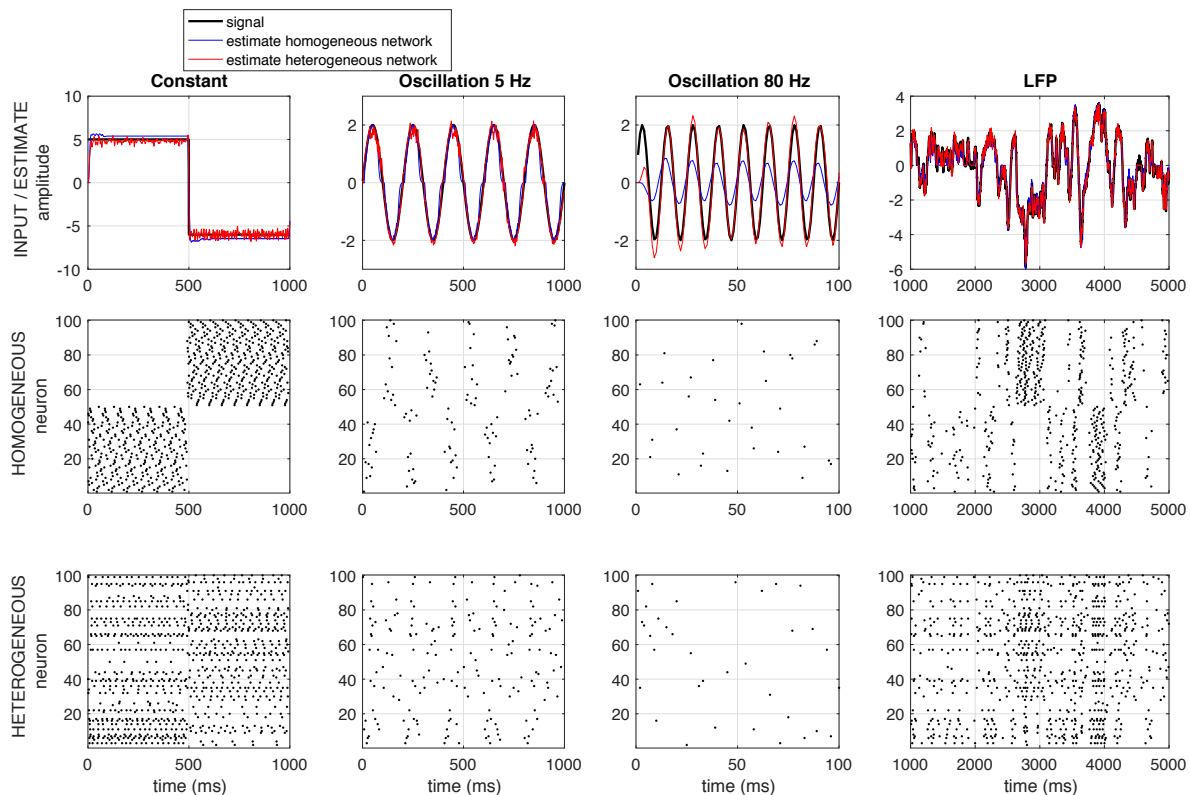 signal
estimate homogeneous network
estimate heterogeneous network
Constant
Oscillation 5 Hz
Oscillation 80 Hz
LFP
INPUT / ESTIMATE
amplitude
10
5
0
-5
-10
0 500 1000
2
0
-2
0 500 1000
2
1
0
-1
-2
0 50 100
4
2
0
-2
-4
-6
1000 2000 3000 4000 5000
HOMOGENEOUS
neuron
100
80
60
40
20
0 500 1000
100
80
60
40
20
0 500 1000
100
80
60
40
20
0 50 100
100
80
60
40
20
1000 2000 3000 4000 5000
HETEROGENEOUS
neuron
100
80
60
40
20
0 500 1000
time (ms)
100
80
60
40
20
0 500 1000
time (ms)
100
80
60
40
20
0 50 100
time (ms)
100
80
60
40
20
1000 2000 3000 4000 5000
time (ms)